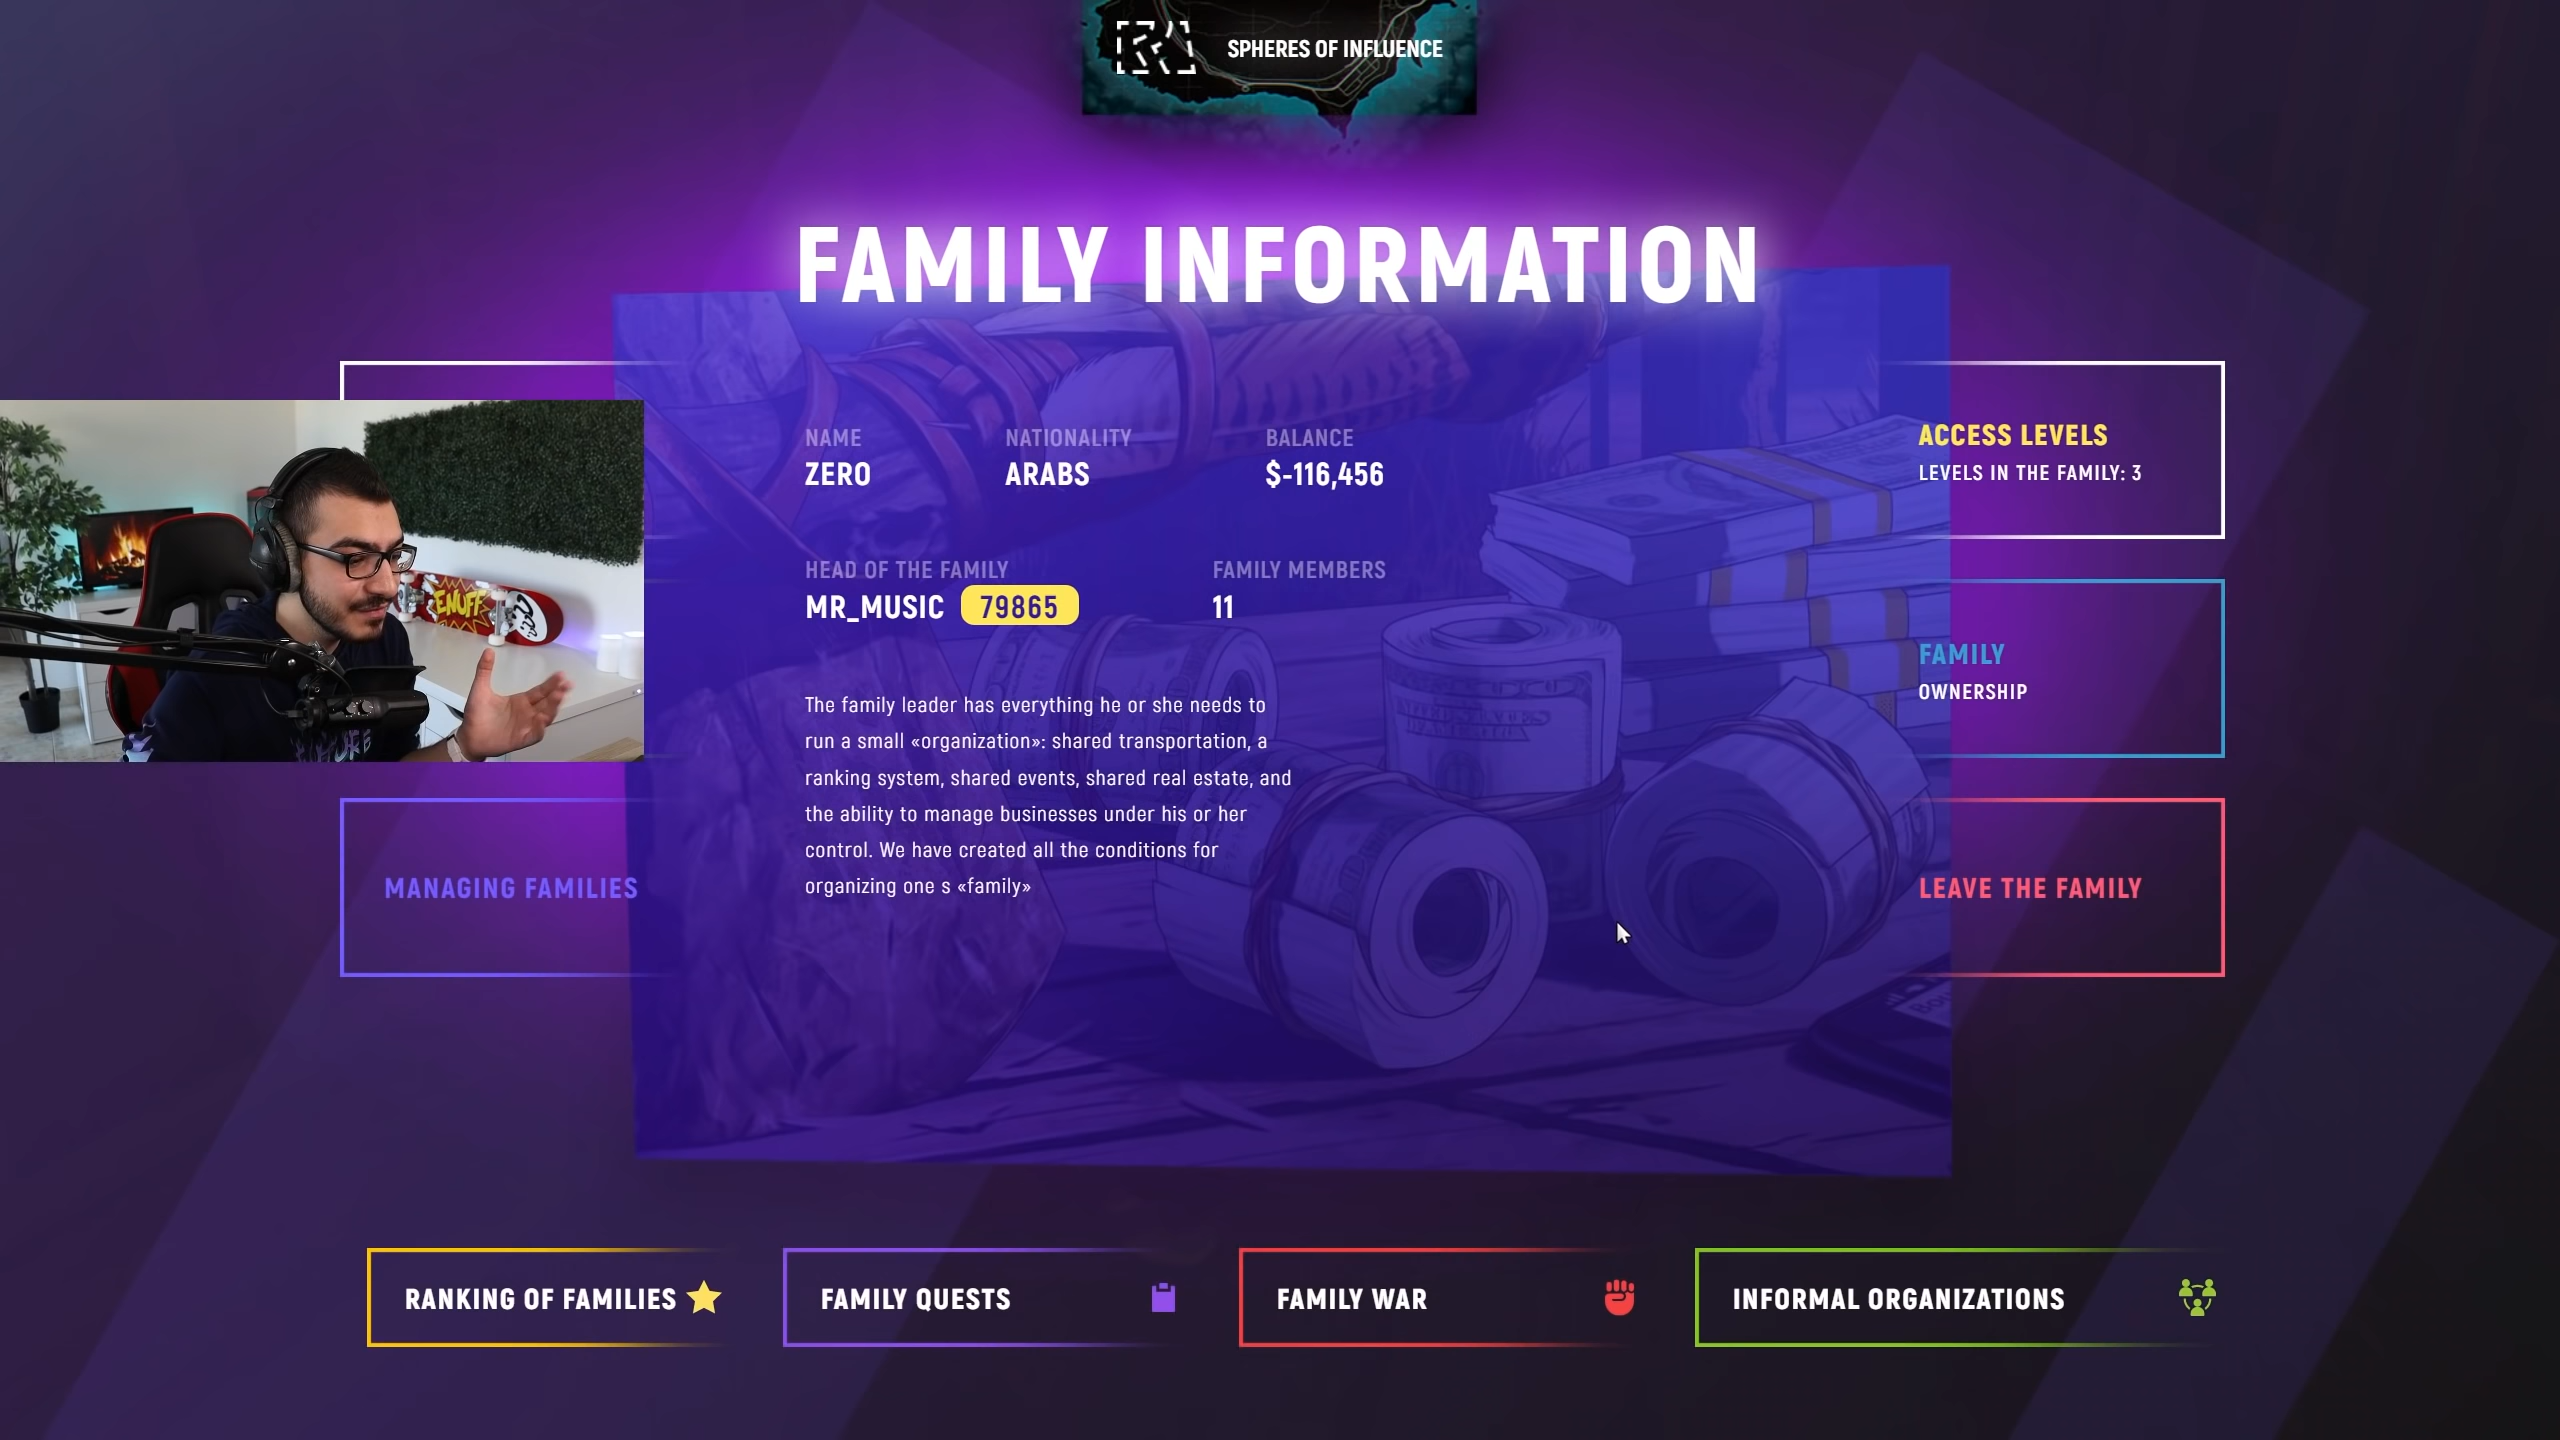 SPHERES OF INFLUENCE
FAMILY INFORMATION
NAME
ZERO
NATIONALITY
ARABS
BALANCE
$-116,456
HEAD OF THE FAMILY
MR_MUSIC 79865
FAMILY MEMBERS
11
The family leader has everything he or she needs to
run a small «organization»: shared transportation, a
ranking system, shared events, shared real estate, and
the ability to manage businesses under his or her
control. We have created all the conditions for
organizing one s «family»
ENUFF
MANAGING FAMILIES
ACCESS LEVELS
LEVELS IN THE FAMILY: 3
FAMILY
OWNERSHIP
LEAVE THE FAMILY
RANKING OF FAMILIES
FAMILY QUESTS
FAMILY WAR
INFORMAL ORGANIZATIONS